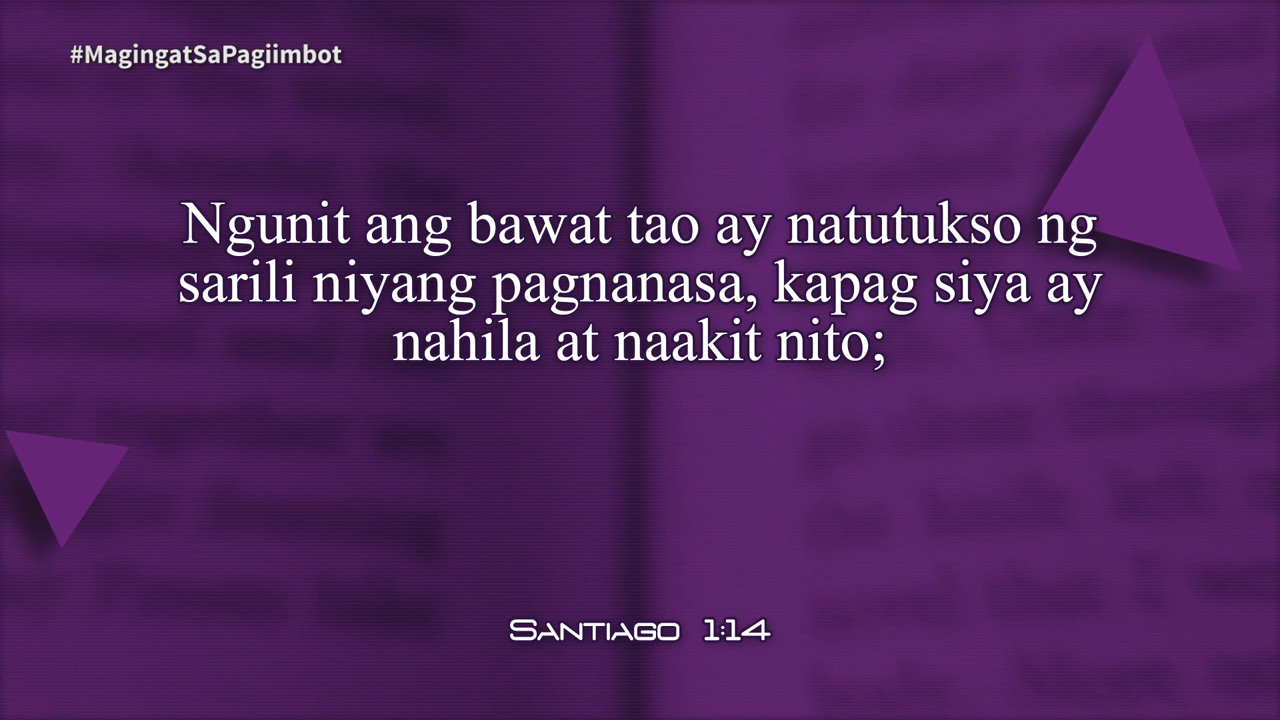 #MagingatSaPagiimbot
Ngunit ang bawat tao ay natutukso ng
sarili niyang pagnanasa, kapag siya ay
nahila at naakit nito;
Santiago 1:14